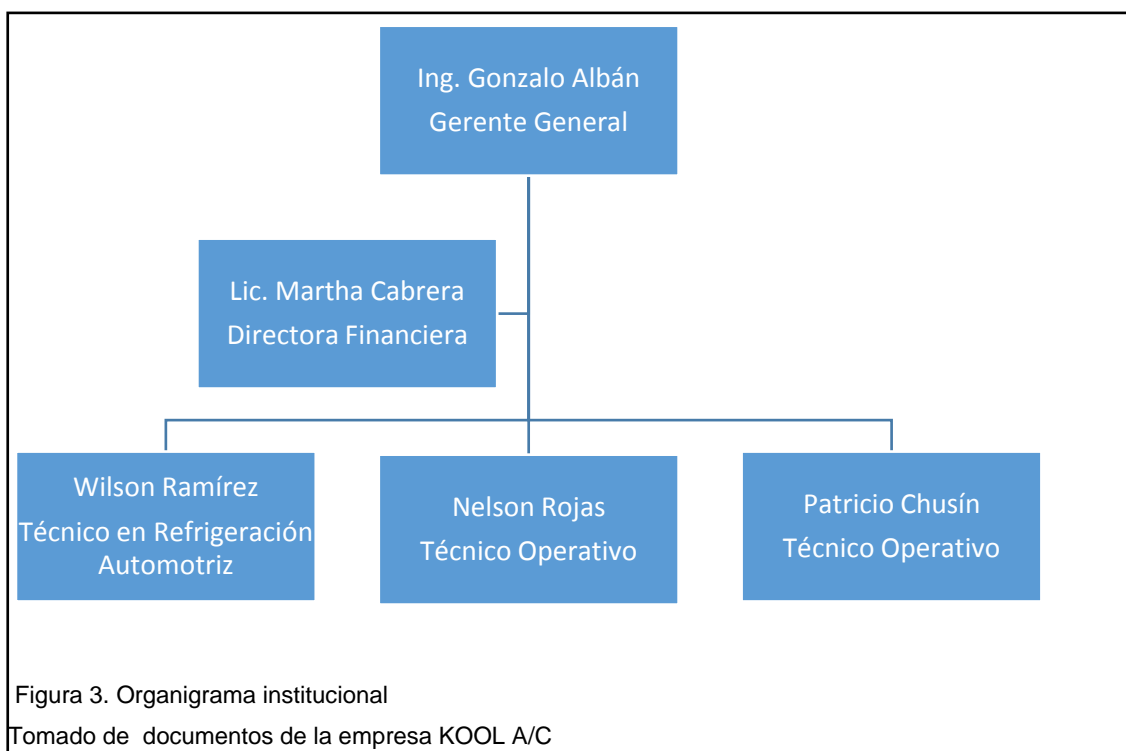 Ing. Gonzalo Albán
Gerente General
Lic. Martha Cabrera
Directora Financiera
Wilson Ramírez
Técnico en Refrigeración
Automotriz
Nelson Rojas
Técnico Operativo
Patricio Chusín
Técnico Operativo
Figura 3. Organigrama institucional
Tomado de documentos de la empresa KOOL A/C